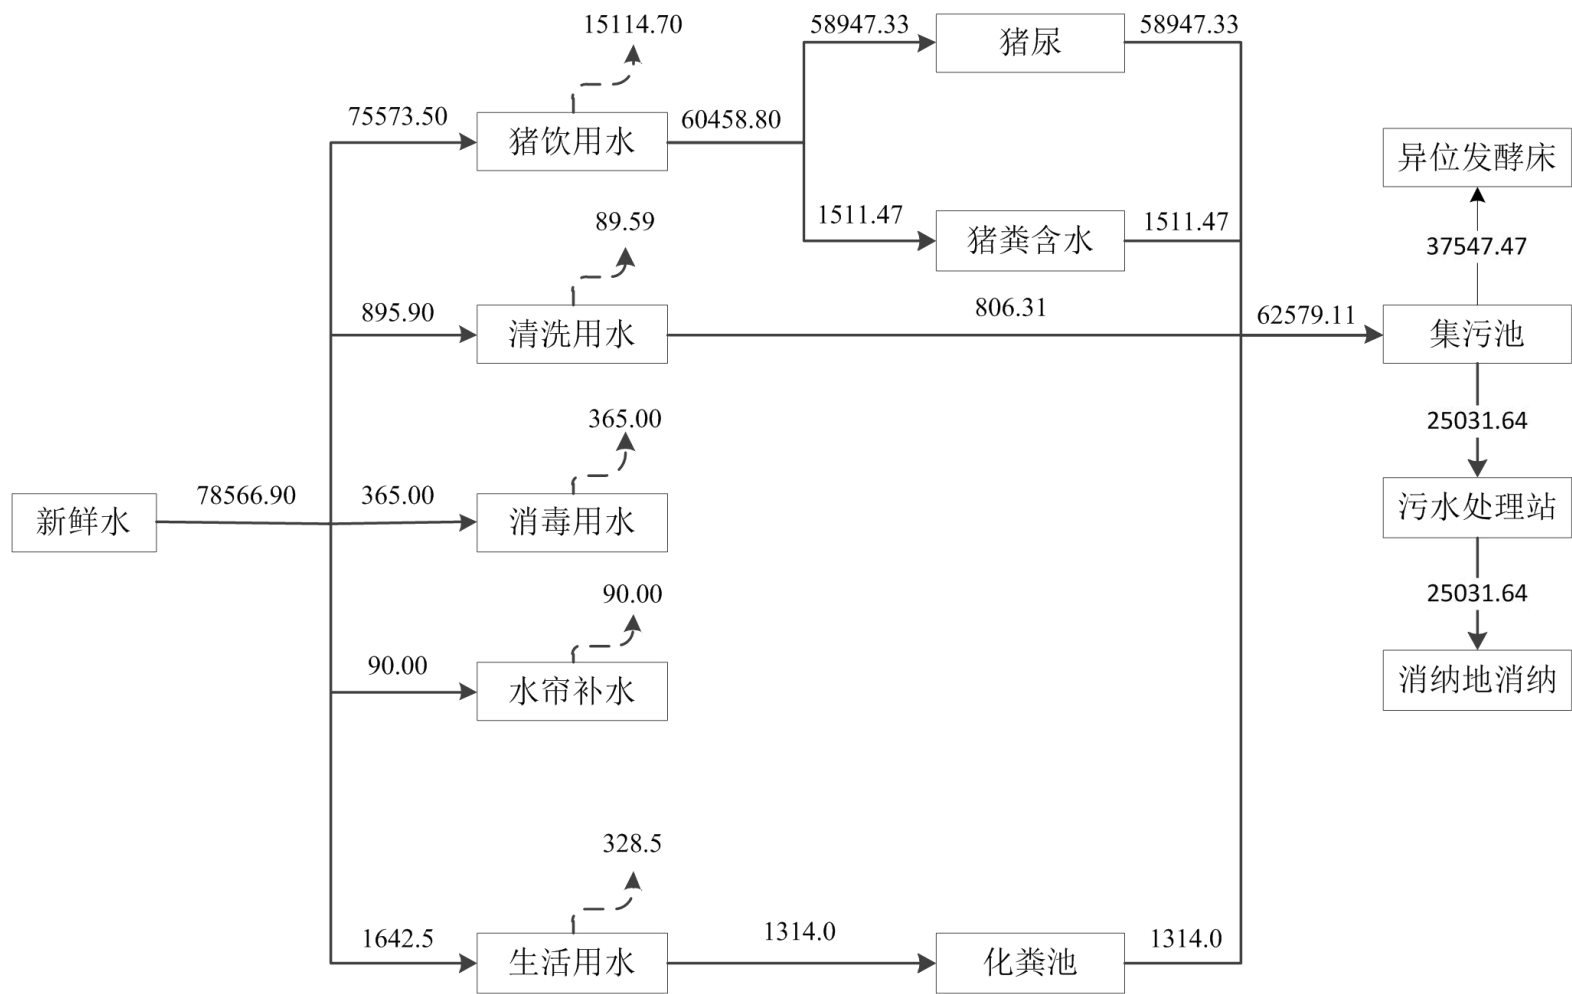 15114.70
58947.33
猪尿
58947.33
75573.50
猪饮用水
60458.80
异位发酵床
89.59
1511.47
猪粪含水
1511.47
37547.47
895.90
清洗用水
806.31
62579.11
集污池
365.00
25031.64
新鲜水
78566.90
365.00
消毒用水
污水处理站
90.00
25031.64
90.00
水帘补水
消纳地消纳
328.5
1642.5
生活用水
1314.0
化粪池
1314.0